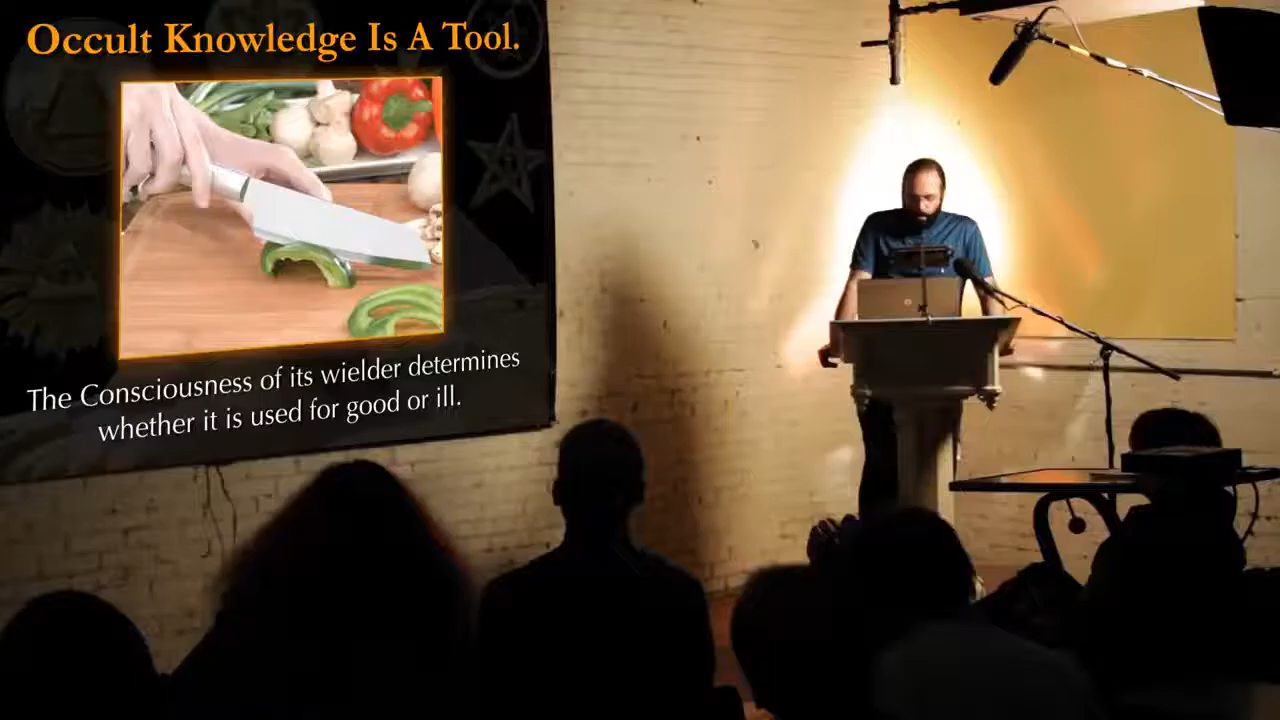 Occult Knowledge Is A Tool.
The Consciousness of its wielder determines
whether it is used for good or ill.